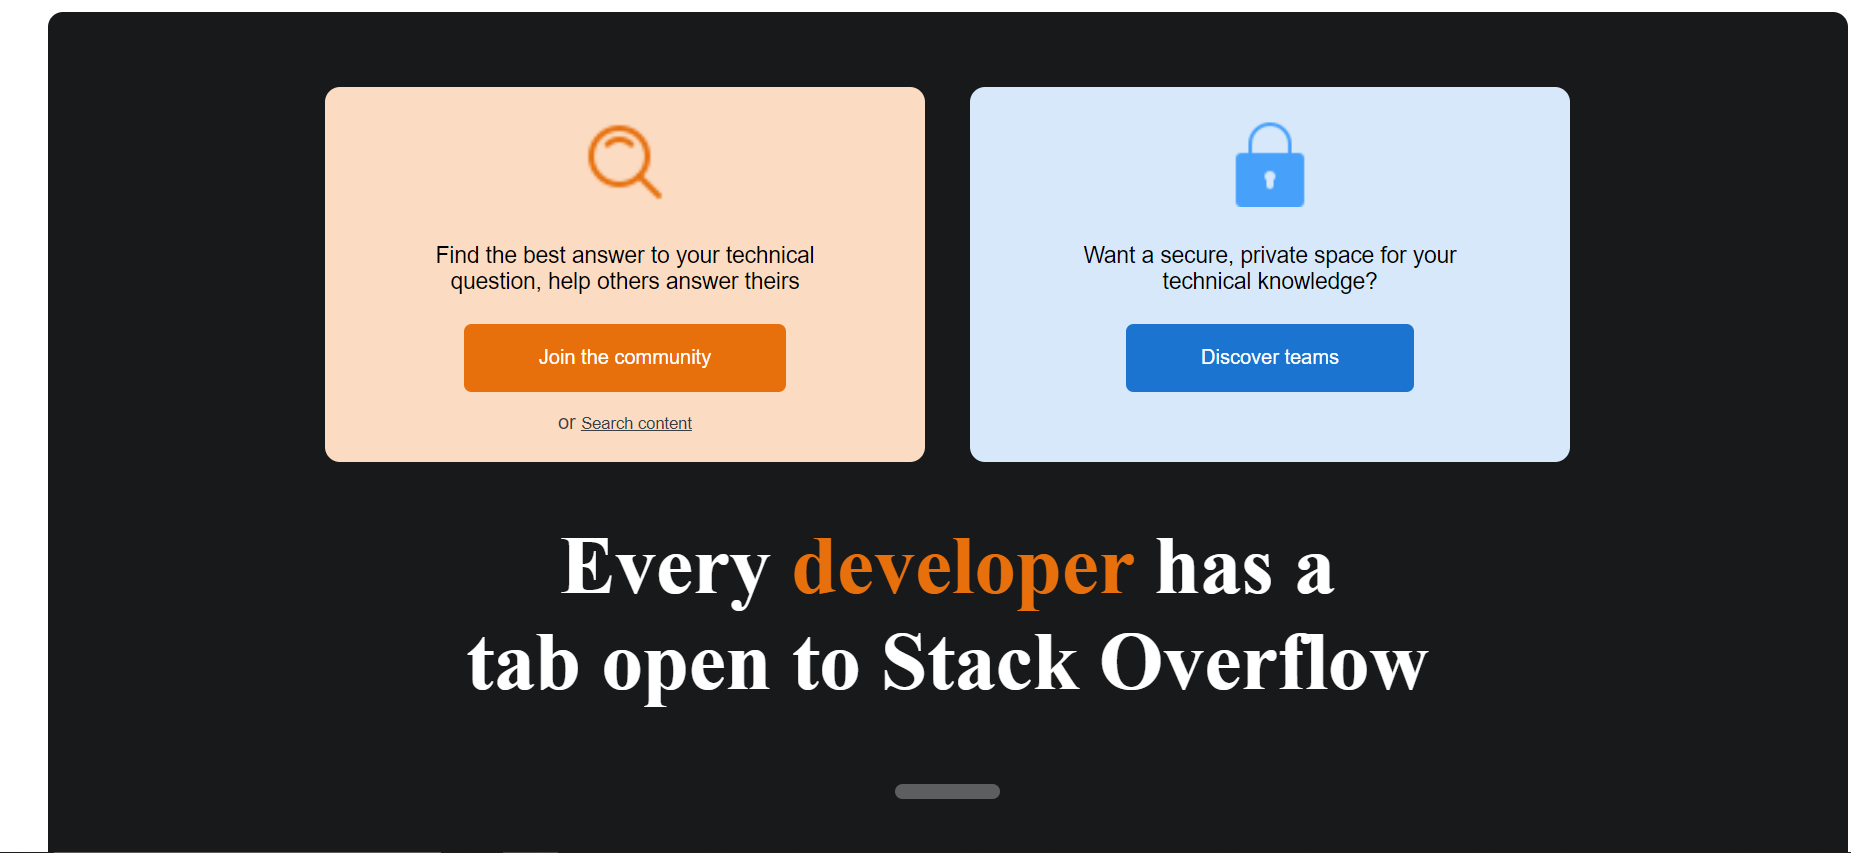 Find the best answer to your technical
question, help others answer theirs
Join the community
or Search content
Want a secure, private space for your
technical knowledge?
Discover teams
Every developer has a
tab open to Stack Overflow